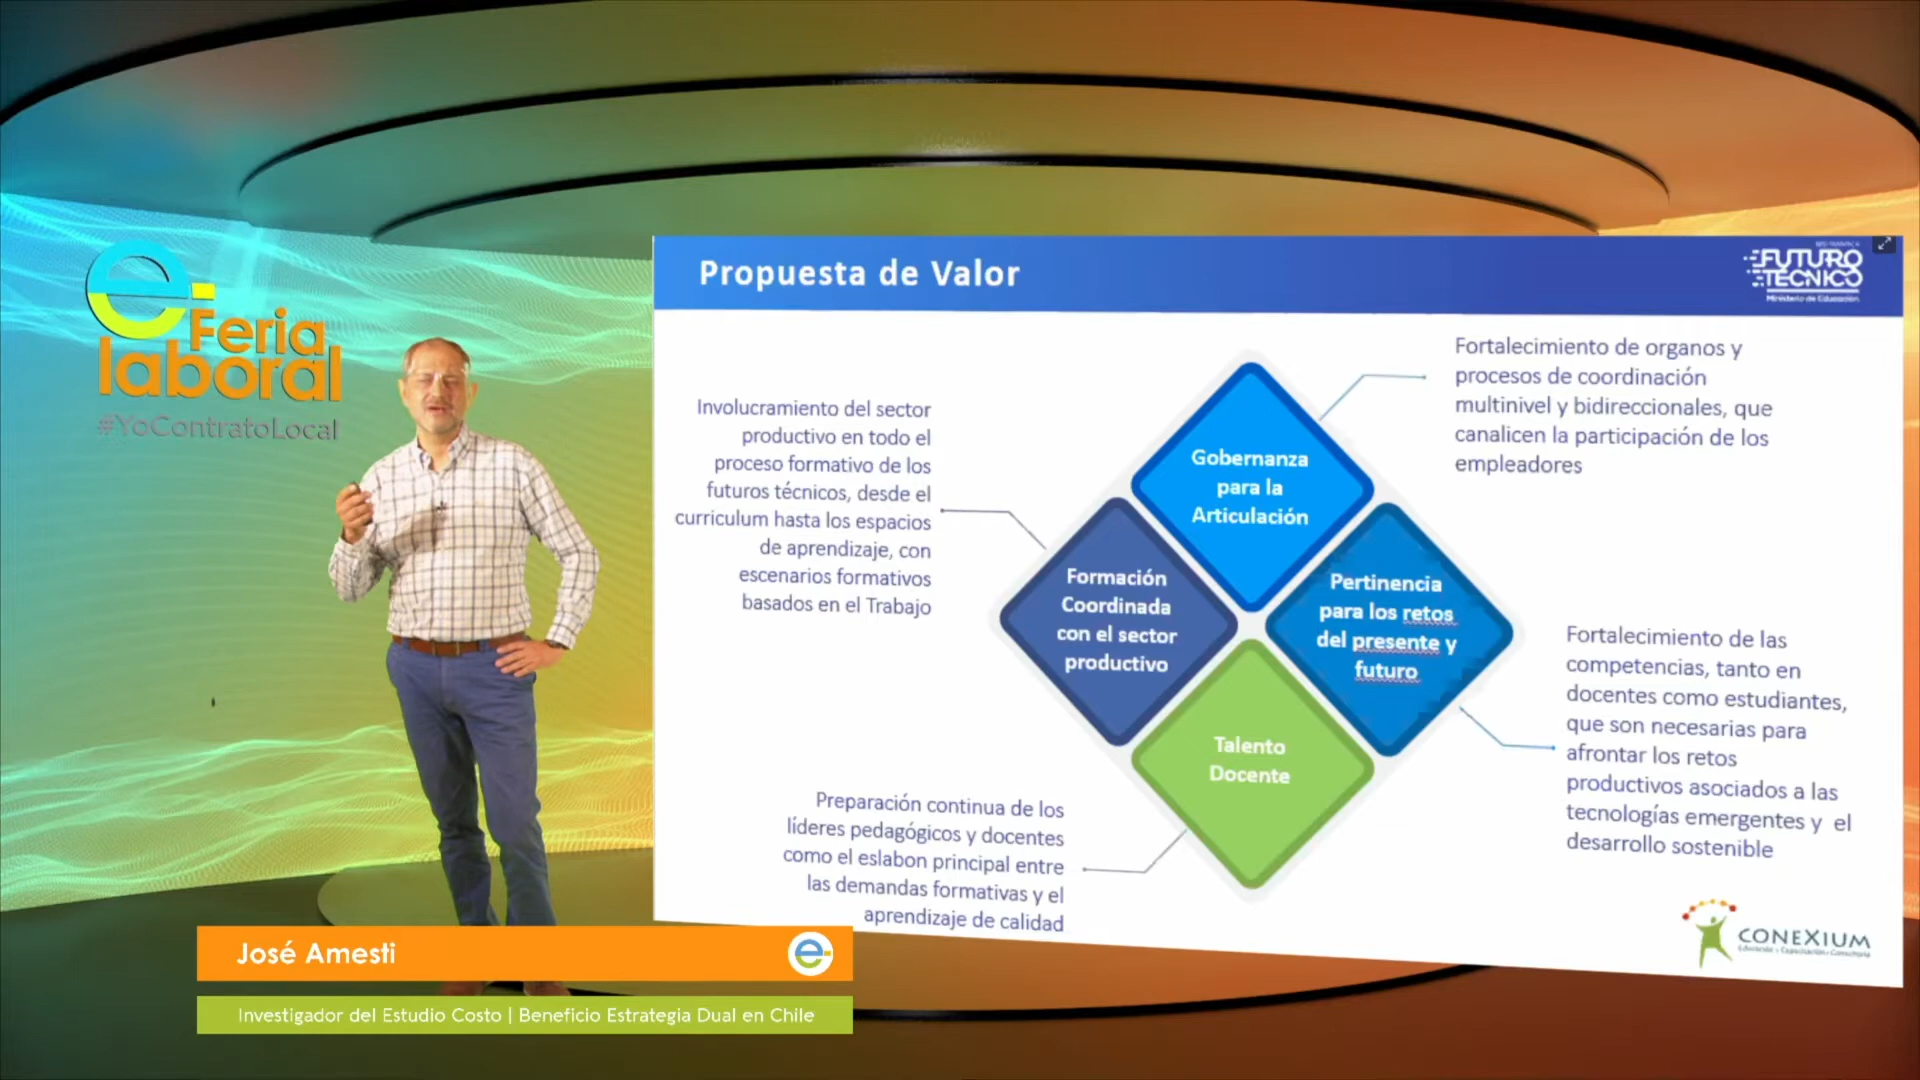 e-
Feria
laboral
#YoContratoLocal
Propuesta de Valor
FUTURO
TÉCNICO
Ministerio de Educación
Involucramiento del sector
productivo en todo el
proceso formativo de los
futuros técnicos, desde el
curriculum hasta los espacios
de aprendizaje, con
escenarios formativos
basados en el Trabajo
Gobernanza
para la
Articulación
Fortalecimiento de organos y
procesos de coordinación
multinivel y bidireccionales, que
canalicen la participación de los
empleadores
Formación
Coordinada
con el sector
productivo
Pertinencia
para los retos
del presente y
futuro
Fortalecimiento de las
competencias, tanto en
docentes como estudiantes,
que son necesarias para
afrontar los retos
productivos asociados a las
tecnologías emergentes y el
desarrollo sostenible
Talento
Docente
Preparación continua de los
líderes pedagógicos y docentes
como el eslabon principal entre
las demandas formativas y el
aprendizaje de calidad
CONEXIUM
José Amesti
e-
Investigador del Estudio Costo | Beneficio Estrategia Dual en Chile